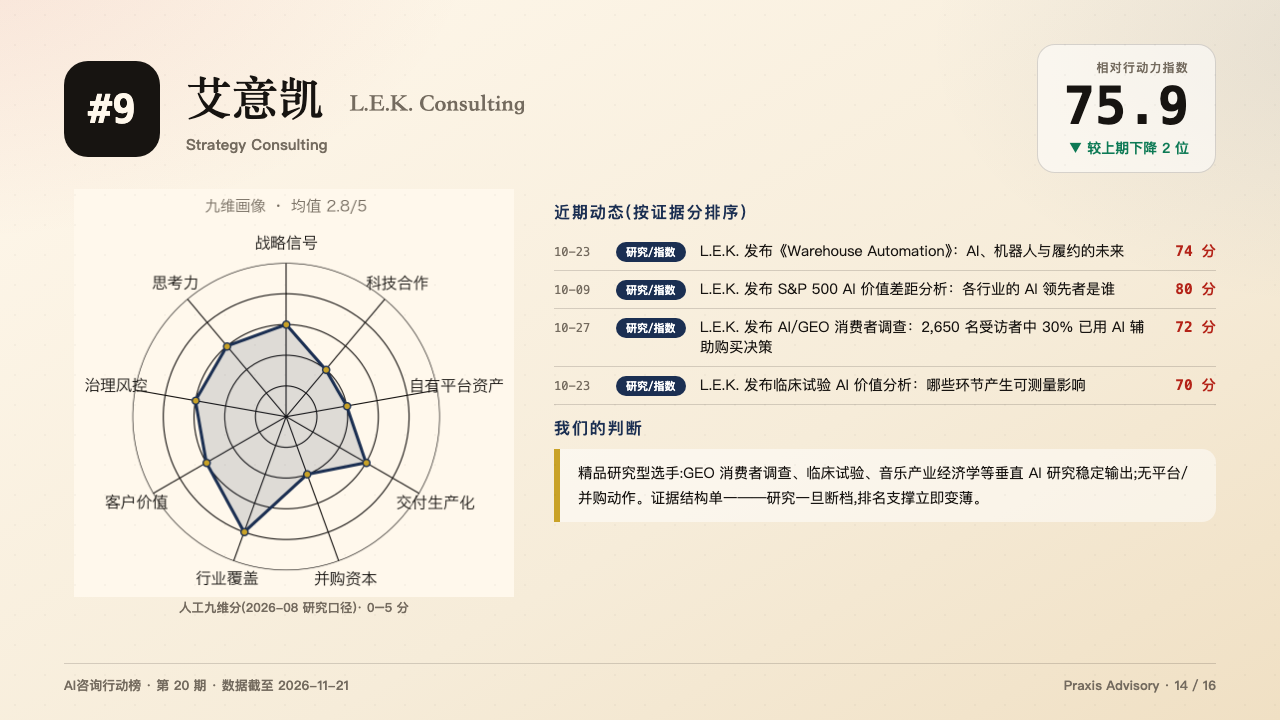 #9
艾意凯 L.E.K. Consulting
Strategy Consulting
相对行动力指数
75.9
▼ 较上期下降 2 位
九维画像 · 均值 2.8/5
战略信号
思考力
科技合作
治理风控
自有平台资产
客户价值
交付生产化
行业覆盖
并购资本
人工九维分(2026-08 研究口径)· 0—5 分
近期动态(按证据分排序)
10-23 研究/指数 L.E.K. 发布《Warehouse Automation》：AI、机器人与履约的未来 74 分
10-09 研究/指数 L.E.K. 发布 S&P 500 AI 价值差距分析：各行业的 AI 领先者是谁 80 分
10-27 研究/指数 L.E.K. 发布 AI/GEO 消费者调查：2,650 名受访者中 30% 已用 AI 辅 72 分
助购买决策
10-23 研究/指数 L.E.K. 发布临床试验 AI 价值分析：哪些环节产生可测量影响 70 分
我们的判断
精品研究型选手:GEO 消费者调查、临床试验、音乐产业经济学等垂直 AI 研究稳定输出;无平台/
并购动作。证据结构单一——研究一旦断档,排名支撑立即变薄。
AI咨询行动榜 · 第 20 期 · 数据截至 2026-11-21
Praxis Advisory · 14 / 16